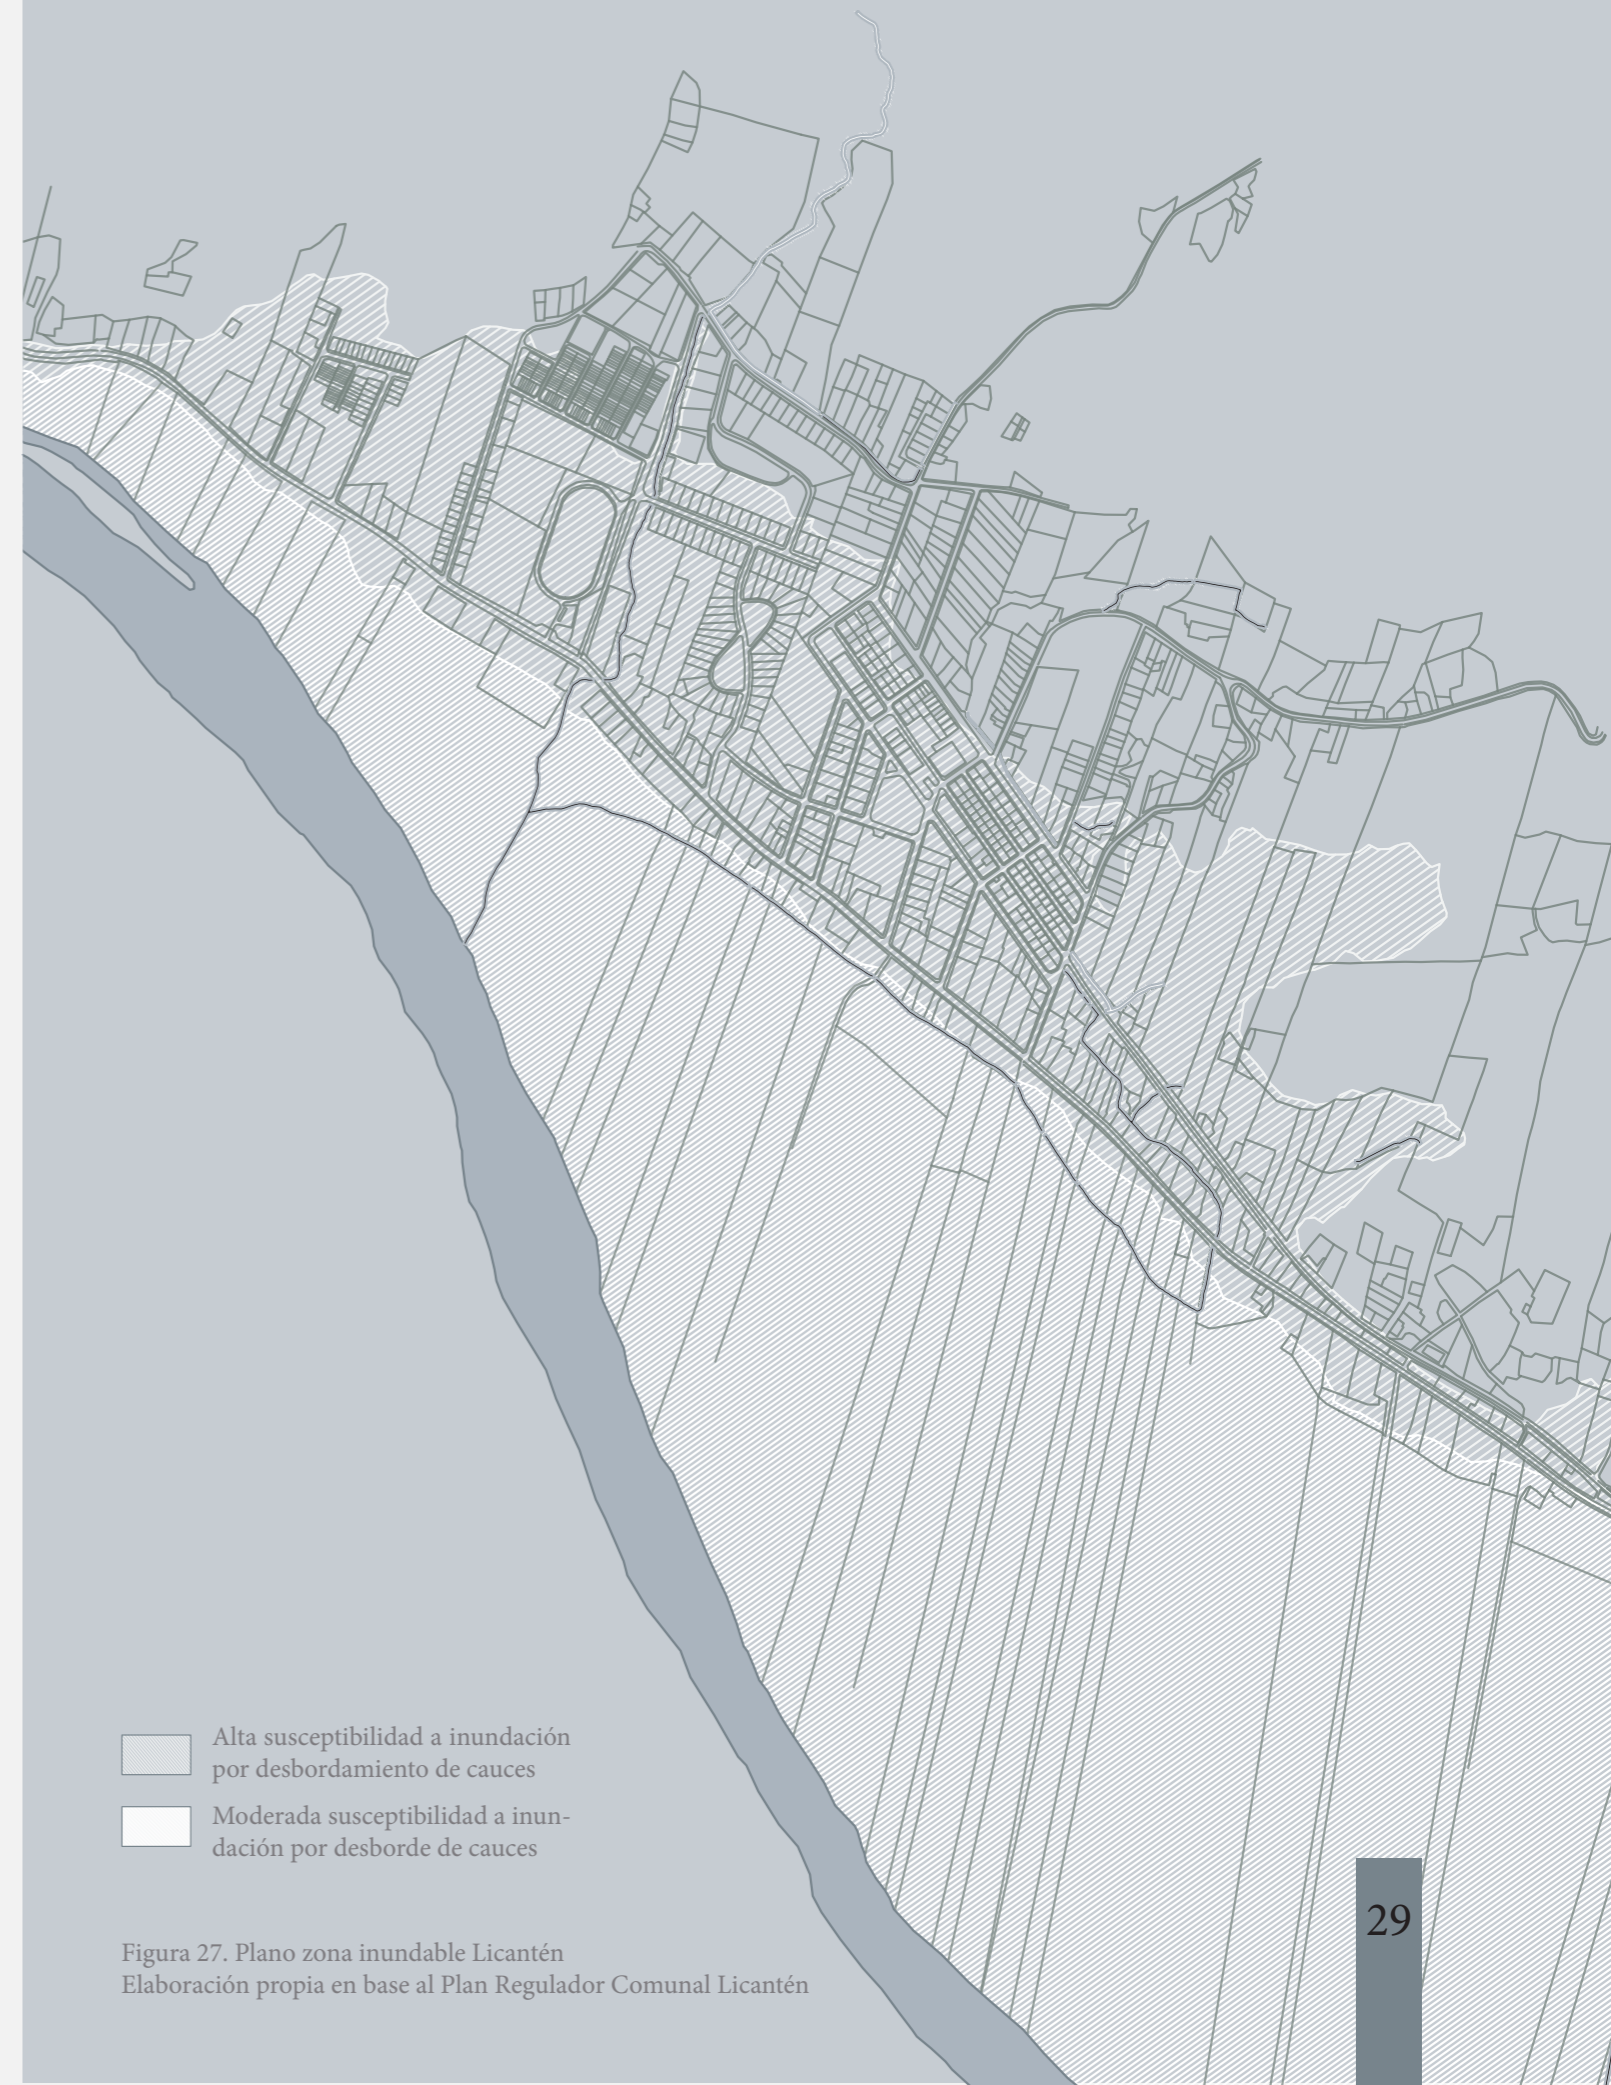 Alta susceptibilidad a inundación
por desbordamiento de cauces
Moderada susceptibilidad a inun-
dación por desborde de cauces
29
Figura 27. Plano zona inundable Licantén
Elaboración propia en base al Plan Regulador Comunal Licantén